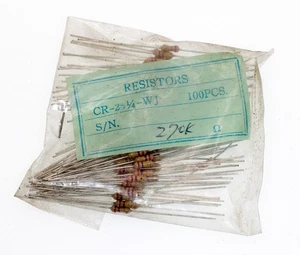 RESISTORS
CR-25¼-WJ 100PCS.
S/N. 270K Ω